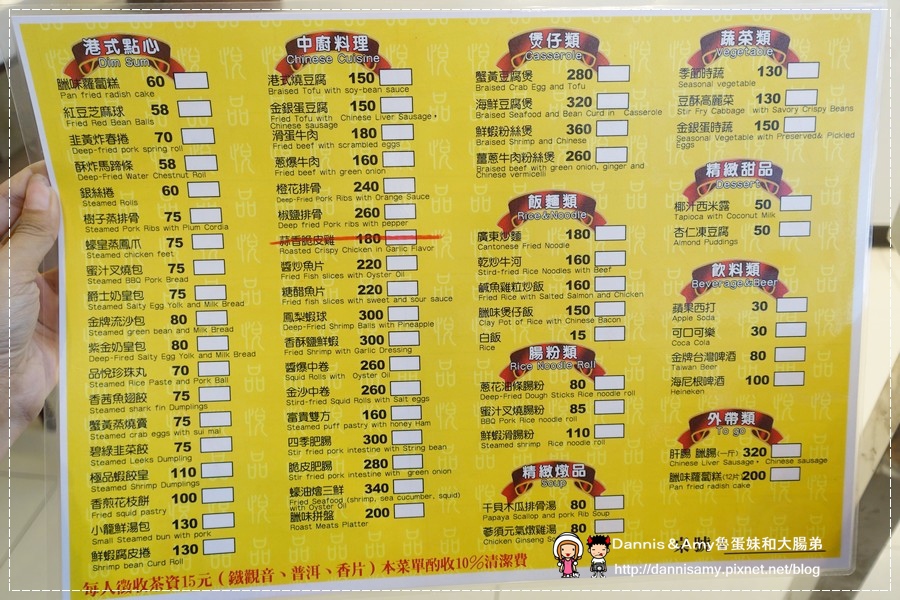 港式點心
Dim Sum
臘味蘿蔔糕 60
Pan fried radish cake
紅豆芝麻球 58
Fried Red Bean Balls
韭黃炸春捲 70
Deep-fried pork spring roll
酥炸馬蹄條 58
Deep-Fried Water Chestnut Roll
銀絲捲 60
Steamed Rolls
樹子蒸排骨 75
Steamed Pork Ribs with Plum Cordia
蠔皇蒸鳳爪 75
Steamed chicken feet
蜜汁叉燒包 75
Steamed BBQ Pork Bread
爵士奶皇包 75
Steamed Salty Egg Yolk and Milk Bread
金牌流沙包 80
Steamed green bean and Milk Bread
紫金奶皇包 80
Deep-Fired Salty Egg Yolk and Milk Bread
品悅珍珠丸 70
Steamed Rice Paste and Pork Ball
香茜魚翅餃 75
Steamed shark fin Dumplings
蟹黃蒸燒賣 75
Steamed crab eggs with sui mai
碧綠韭菜餃 75
Steamed Leeks Dumpling
極品蝦餃皇 110
Steamed Shrimp Dumplings
香煎花枝餅 100
Fried squid pastry
小籠鮮湯包 130
Small Steamed bun with pork
鮮蝦腐皮捲 130
Shrimp bean Curd Roll
中廚料理
Chinese Cuisine
港式燒豆腐 150
Braised Tofu with soy-bean sauce
金銀蛋豆腐 150
Fried Tofu with Chinese Liver Sausage,
Chinese sausage
滑蛋牛肉 180
Fried beef with scrambled eggs
蔥爆牛肉 160
Fried beef with green onion
橙花排骨 240
Deep-fried Pork Ribs with Orange Sauce
椒鹽排骨 260
Deep fried Pork ribs with pepper
蒜香脆皮雞 180
Roasted Crispy Chicken in Garlic Flavor
醬炒魚片 220
Fried Fish slices with Oyster Oil
糖醋魚片 220
Fried fish slices with sweet and sour sauce
鳳梨蝦球 300
Deep-Fried Shrimp Balls with Pineapple
香酥鹽鮮蝦 300
Fried Shrimp with Garlic Dressing
醬爆中卷 260
Squid Rolls with Oyster Oil
金沙中卷 260
Stird-fried Squid Rolls with Salt eggs
富貴雙方 160
Steamed puff pastry with honey Ham
四季肥腸 300
Stir fried pork intestine with String bean
脆皮肥腸 280
Stir fried pork intestine with green onion
蠔油燴三鮮 340
Fried Seafood (shrimp, sea cucumber, squid)
with Oyster Oil
臘味拼盤 200
Roast Meats Platter
煲仔類
Casserole
蟹黃豆腐煲 280
Braised Crab Egg and Tofu
海鮮豆腐煲 320
Braised Seafood and Bean Curd in Casserole
鮮蝦粉絲煲 360
Braised Shrimp and Chinese
薑蔥牛肉粉絲煲 260
Braised beef with green onion, ginger and
Chinese vermicelli
飯麵類
Rice&Noodle
廣東炒麵 180
Cantonese Fried Noodle
乾炒牛河 160
Stird-fried Rice Noodles with Beef
鹹魚雞粒炒飯 160
Fried Rice with Salted Salmon and Chicken
臘味煲仔飯 150
Clay Pot of Rice with Chinese Bacon
白飯 15
Rice
腸粉類
Rice Noodle Roll
蔥花油條腸粉 80
Deep-Fried Dough Sticks Rice noodle roll
蜜汁叉燒腸粉 85
BBQ Pork Rice noodle roll
鮮蝦滑腸粉 110
Steamed shrimp Rice noodle roll
精緻燉品
Soup
干貝木瓜排骨湯 80
Papaya Scallop and pork Rib Soup
蔘須元氣燉雞湯 80
Chicken Ginseng Soup
蔬菜類
Vegetable
季節時蔬 130
Seasonal vegetable
豆酥高麗菜 130
Stir Fry Cabbage with Savory Crispy Beans
金銀蛋時蔬 150
Seasonal Vegetable with Preserved& Pickled
Eggs
精緻甜品
Dessert
椰汁西米露 50
Tapioca with Coconut Milk
杏仁凍豆腐 50
Almond Puddings
飲料類
Beverage&Beer
蘋果西打 30
Apple Soda
可口可樂 30
Coca Cola
金牌台灣啤酒 80
Taiwan Beer
海尼根啤酒 100
Heineken
外帶類
To go
肝腸 臘腸(一斤) 320
Chinese Liver Sausage, Chinese sausage
臘味蘿蔔糕(12片) 200
Pan fried radish cake
每人徵收茶資15元（鐵觀音、普洱、香片）本菜單酌收10%清潔費
Dannis & Amy魯蛋妹和大腸弟
http://dannisamy.pixnet.net/blog